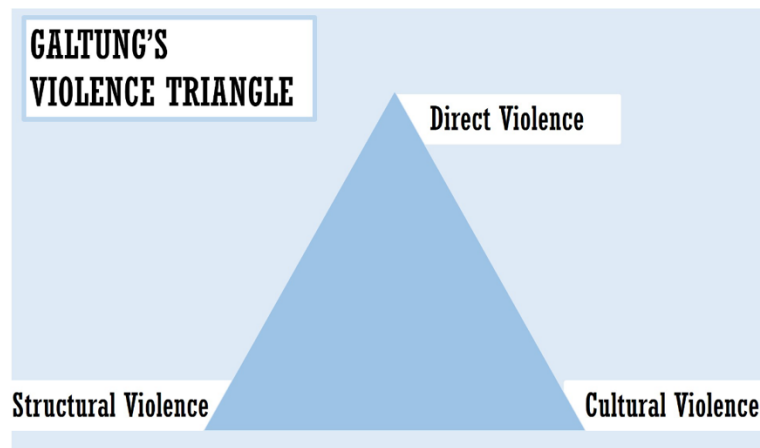 GALTUNG'S
VIOLENCE TRIANGLE
Direct Violence
Structural Violence
Cultural Violence